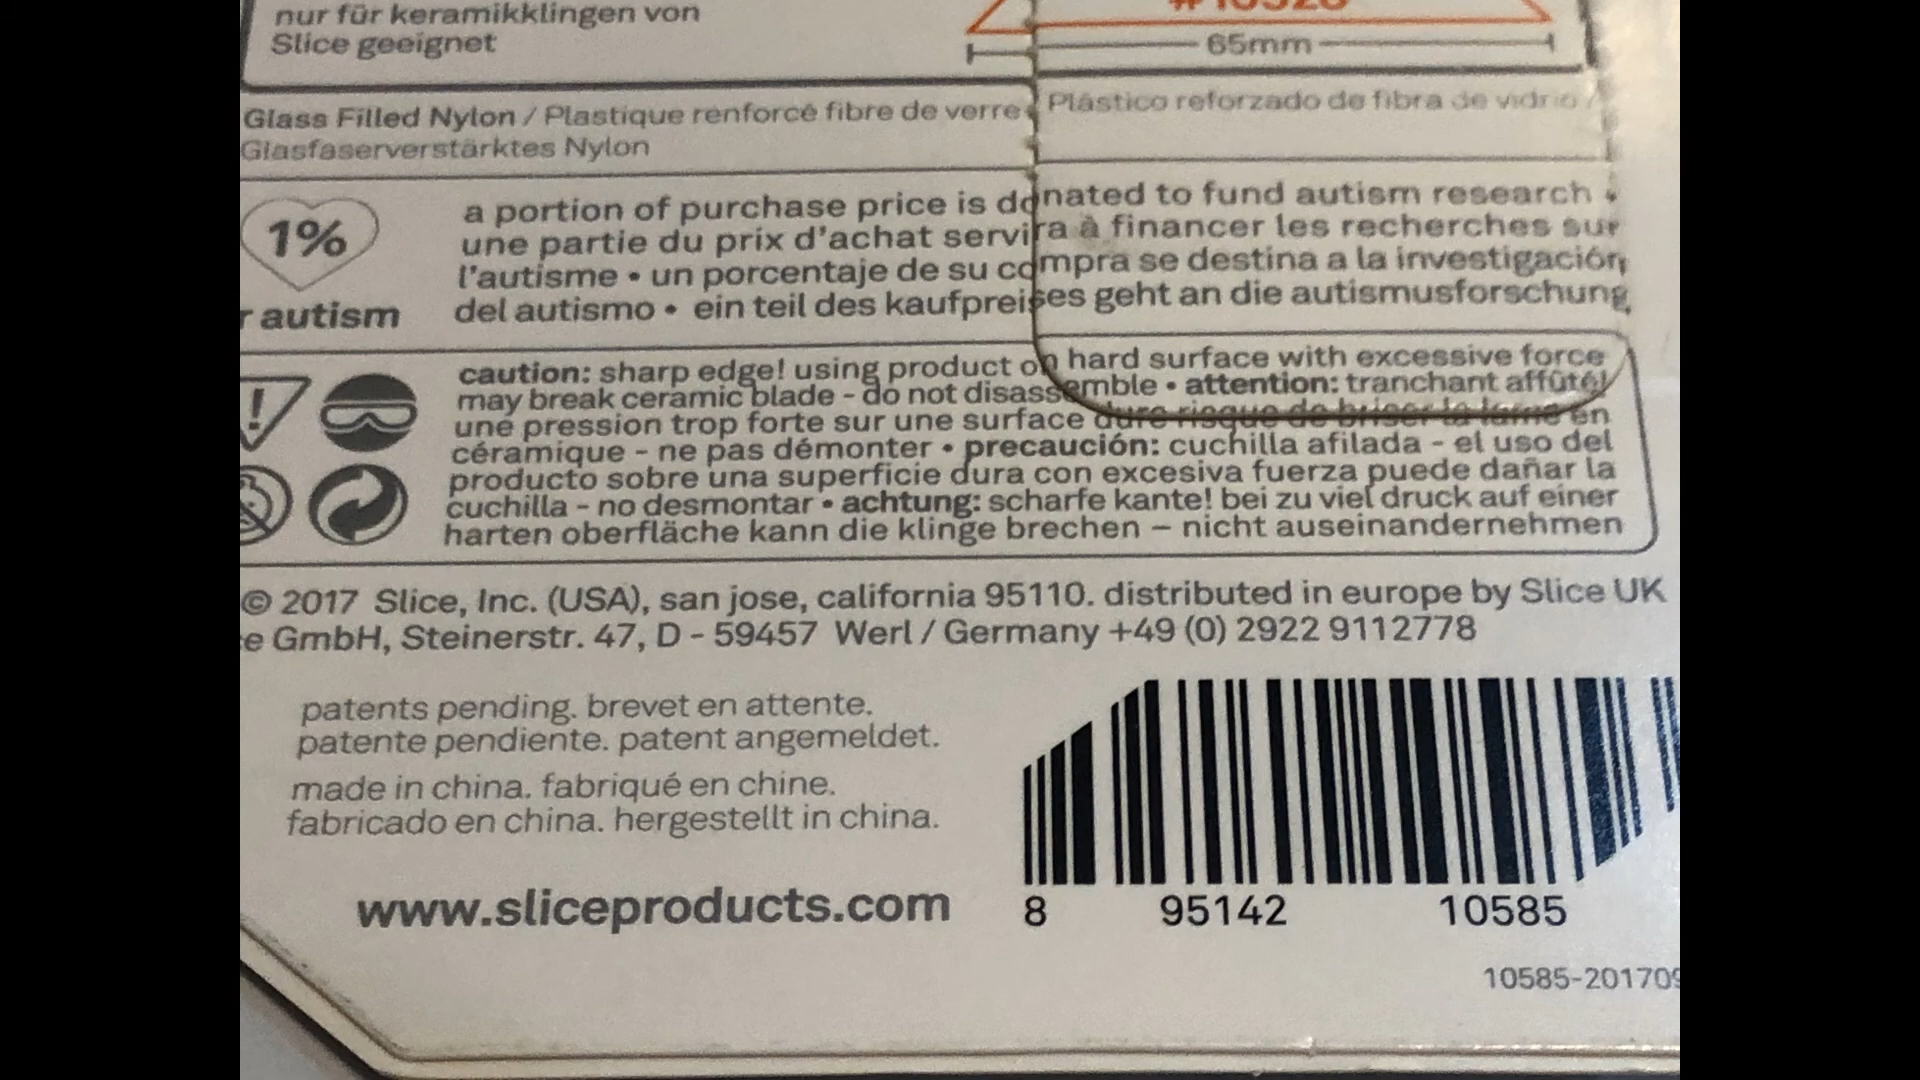 nur für keramikklingen von
Slice geeignet
65mm
Glass Filled Nylon / Plastique renforcé fibre de verre Plástico reforzado de fibra de vidrio /
Glasfaserverstärktes Nylon
1%
autism
a portion of purchase price is donated to fund autism research •
une partie du prix d'achat servira à financer les recherches sur
l'autisme • un porcentaje de su compra se destina a la investigación
del autismo • ein teil des kaufpreises geht an die autismusforschung
caution: sharp edge! using product on hard surface with excessive force
may break ceramic blade - do not disassemble • attention: tranchant affûté!
une pression trop forte sur une surface dure risque de briser la lame en
céramique - ne pas démonter • precaución: cuchilla afilada - el uso del
producto sobre una superficie dura con excesiva fuerza puede dañar la
cuchilla - no desmontar • achtung: scharfe kante! bei zu viel druck auf einer
harten oberfläche kann die klinge brechen – nicht auseinandernehmen
© 2017 Slice, Inc. (USA), san jose, california 95110. distributed in europe by Slice UK
GmbH, Steinerstr. 47, D - 59457 Werl / Germany +49 (0) 2922 9112778
patents pending. brevet en attente.
patente pendiente. patent angemeldet.
made in china. fabriqué en chine.
fabricado en china. hergestellt in china.
www.sliceproducts.com
8 95142 10585
10585-201709